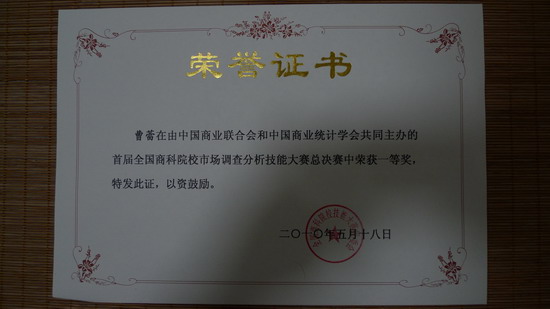 荣誉证书
曹蕾在由中国商业联合会和中国商业统计学会共同主办的
首届全国商科院校市场调查分析技能大赛总决赛中荣获一等奖，
特发此证，以资鼓励。
二〇一〇年五月十八日